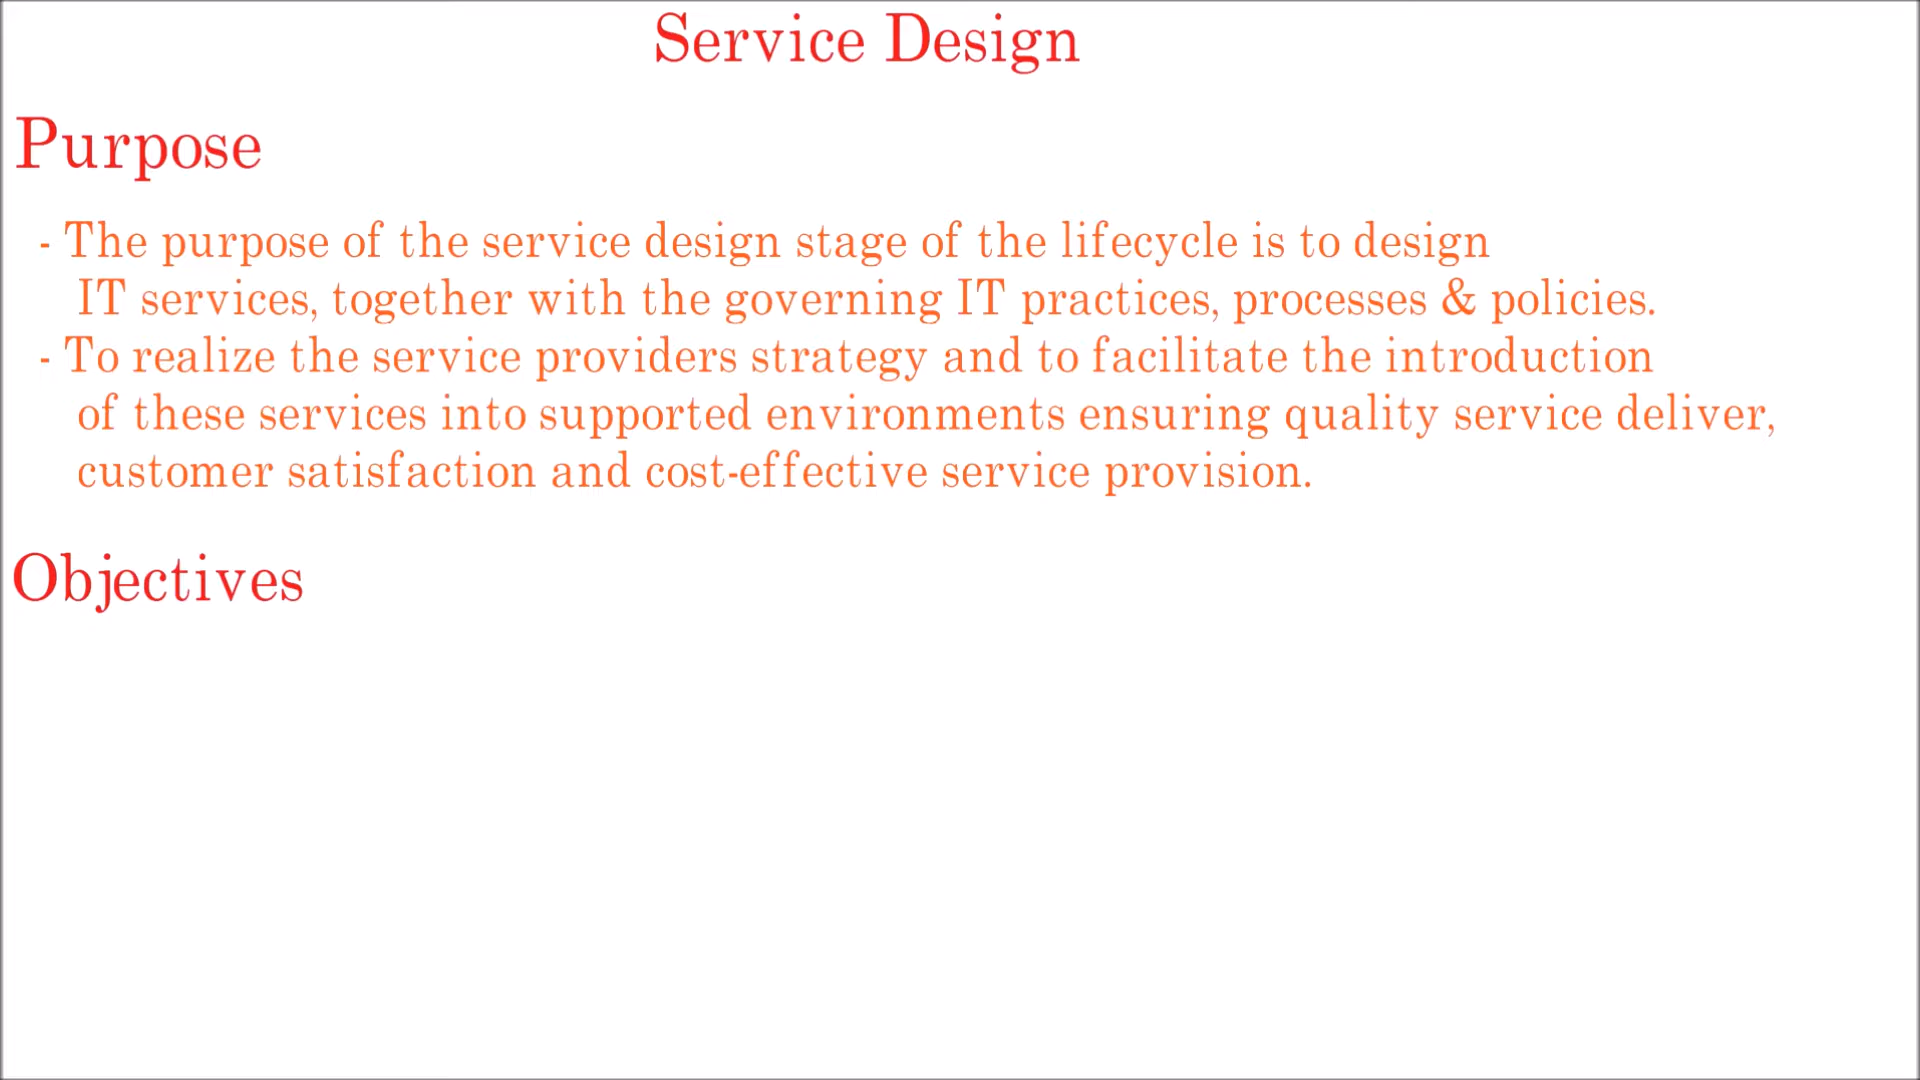 Service Design
Purpose
- The purpose of the service design stage of the lifecycle is to design
IT services, together with the governing IT practices, processes & policies.
- To realize the service providers strategy and to facilitate the introduction
of these services into supported environments ensuring quality service deliver,
customer satisfaction and cost-effective service provision.
Objectives